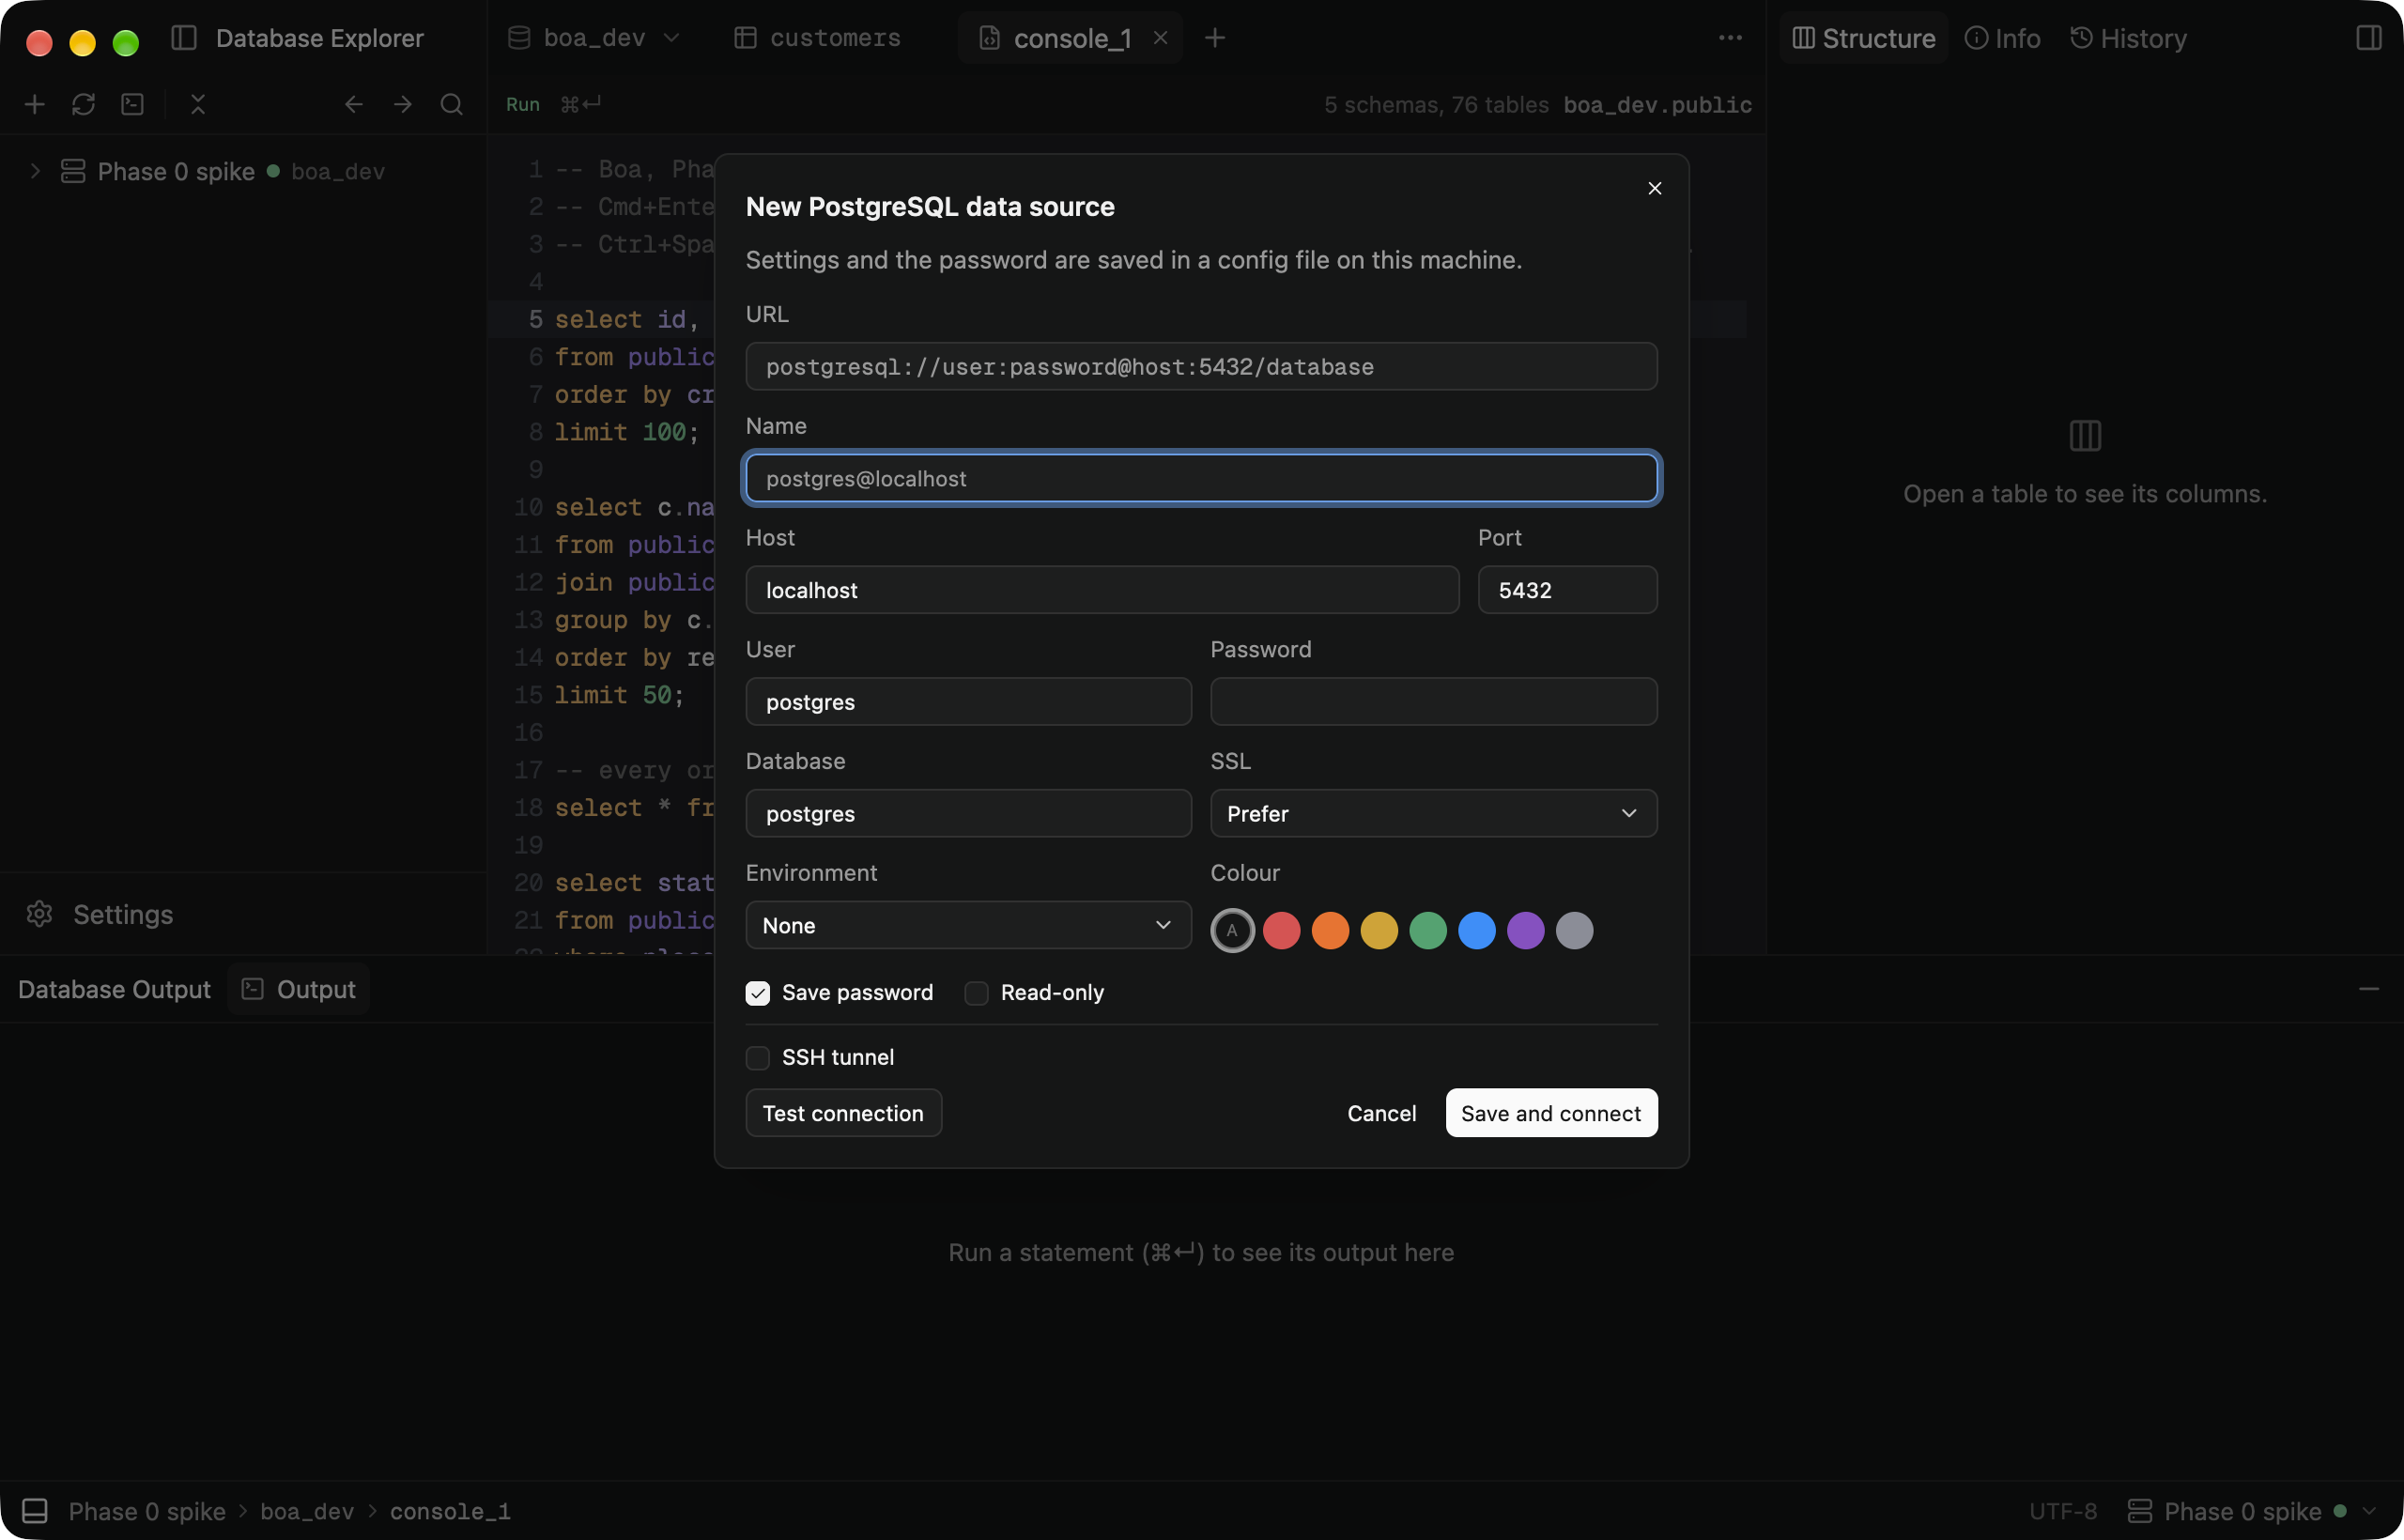 Database Explorer
boa_dev
customers
console_1
Structure
Info
History
Run ⌘↵
5 schemas, 76 tables boa_dev.public
Phase 0 spike boa_dev
1 -- Boa, Pha
2 -- Cmd+Ente
3 -- Ctrl+Spa
4
5 select id,
6 from public
7 order by cr
8 limit 100;
9
10 select c.na
11 from public
12 join public
13 group by c.
14 order by re
15 limit 50;
16
17 -- every or
18 select * fr
19
20 select stat
21 from public
Settings
New PostgreSQL data source
Settings and the password are saved in a config file on this machine.
URL
postgresql://user:password@host:5432/database
Name
postgres@localhost
Host Port
localhost 5432
User Password
postgres
Database SSL
postgres Prefer
Environment Colour
None A
Save password Read-only
SSH tunnel
Test connection Cancel Save and connect
Open a table to see its columns.
Database Output Output
Run a statement (⌘↵) to see its output here
Phase 0 spike > boa_dev > console_1
UTF-8 Phase 0 spike